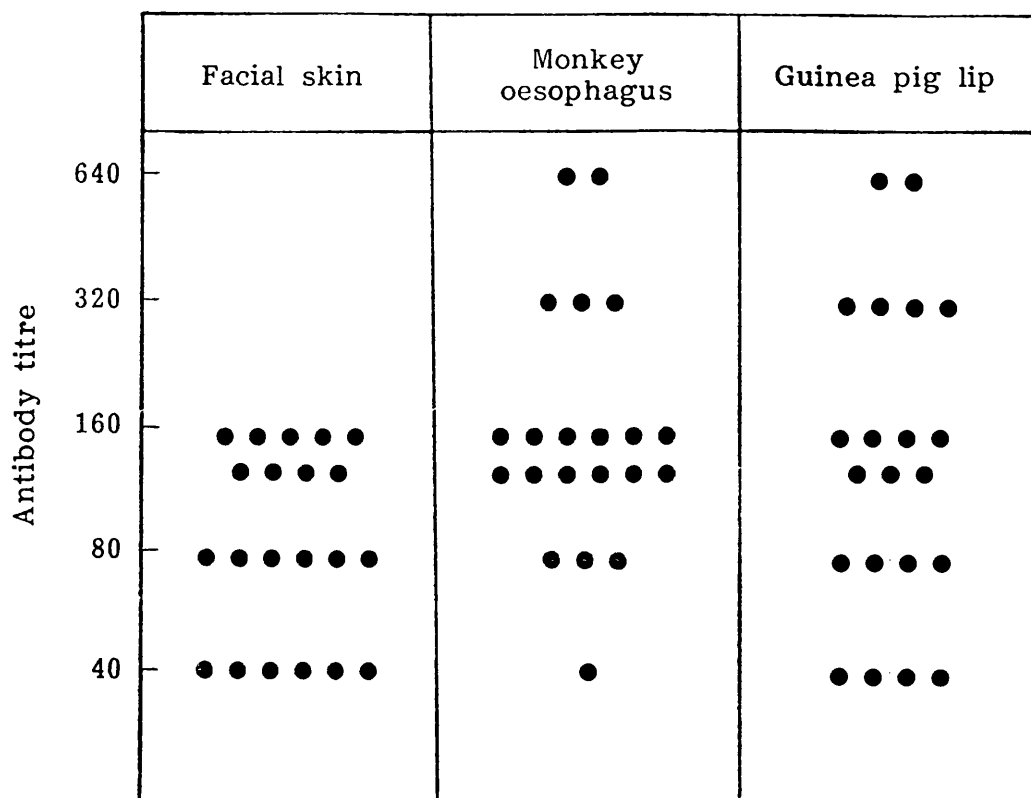 Facial skin
Monkey
oesophagus
Guinea pig lip
Antibody titre
640
320
160
80
40